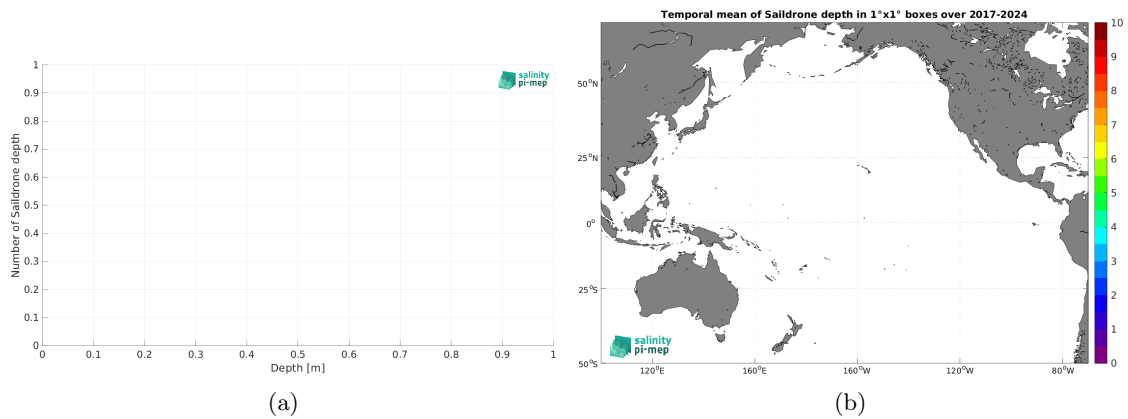 Number of Saildrone depth
1
0.9
0.8
0.7
0.6
0.5
0.4
0.3
0.2
0.1
0
0 0.1 0.2 0.3 0.4 0.5 0.6 0.7 0.8 0.9 1
Depth [m]
salinity
pi-mep
(a)
Temporal mean of Saildrone depth in 1°x1° boxes over 2017-2024
50°N
25°N
0°
25°S
50°S
120°E 160°E 160°W 120°W 80°W
salinity
pi-mep
10
9
8
7
6
5
4
3
2
1
0
(b)